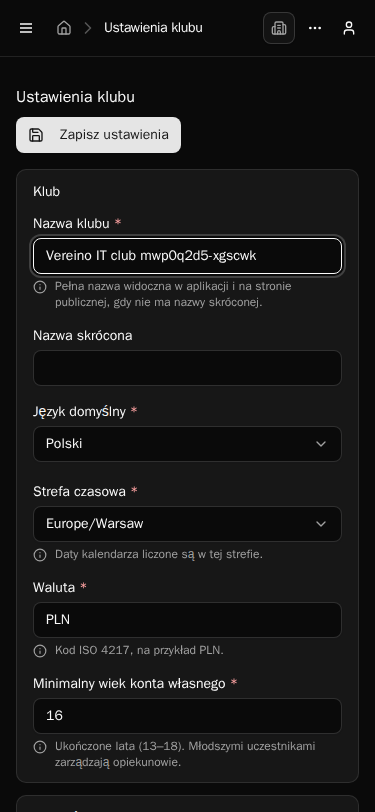 Ustawienia klubu
Ustawienia klubu
Zapisz ustawienia
Klub
Nazwa klubu *
Vereino IT club mwp0q2d5-xgscwk
Pełna nazwa widoczna w aplikacji i na stronie
publicznej, gdy nie ma nazwy skróconej.
Nazwa skrócona
Język domyślny *
Polski
Strefa czasowa *
Europe/Warsaw
Daty kalendarza liczone są w tej strefie.
Waluta *
PLN
Kod ISO 4217, na przykład PLN.
Minimalny wiek konta własnego *
16
Ukończone lata (13–18). Młodszymi uczestnikami
zarządzają opiekunowie.